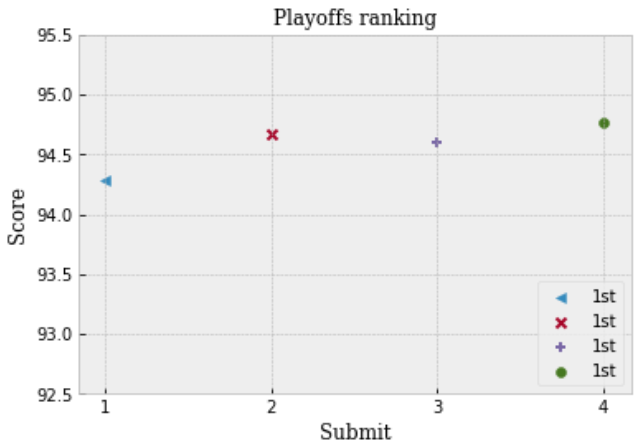 Playoffs ranking
95.5
95.0
94.5
94.0
93.5
93.0
92.5
Score
1st
1st
1st
1st
1 2 3 4
Submit